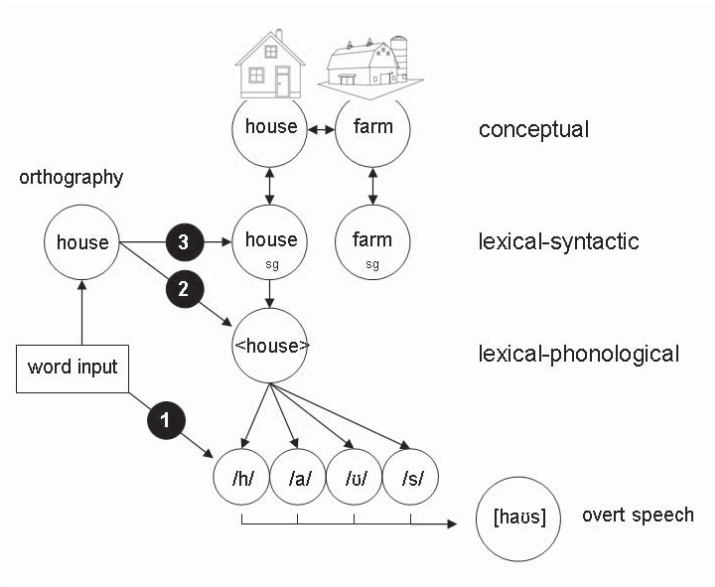 house
farm
conceptual
orthography
house
3
house
sg
farm
sg
lexical-syntactic
2
<house>
lexical-phonological
word input
1
/h/
/a/
/ʊ/
/s/
[haʊs]
overt speech